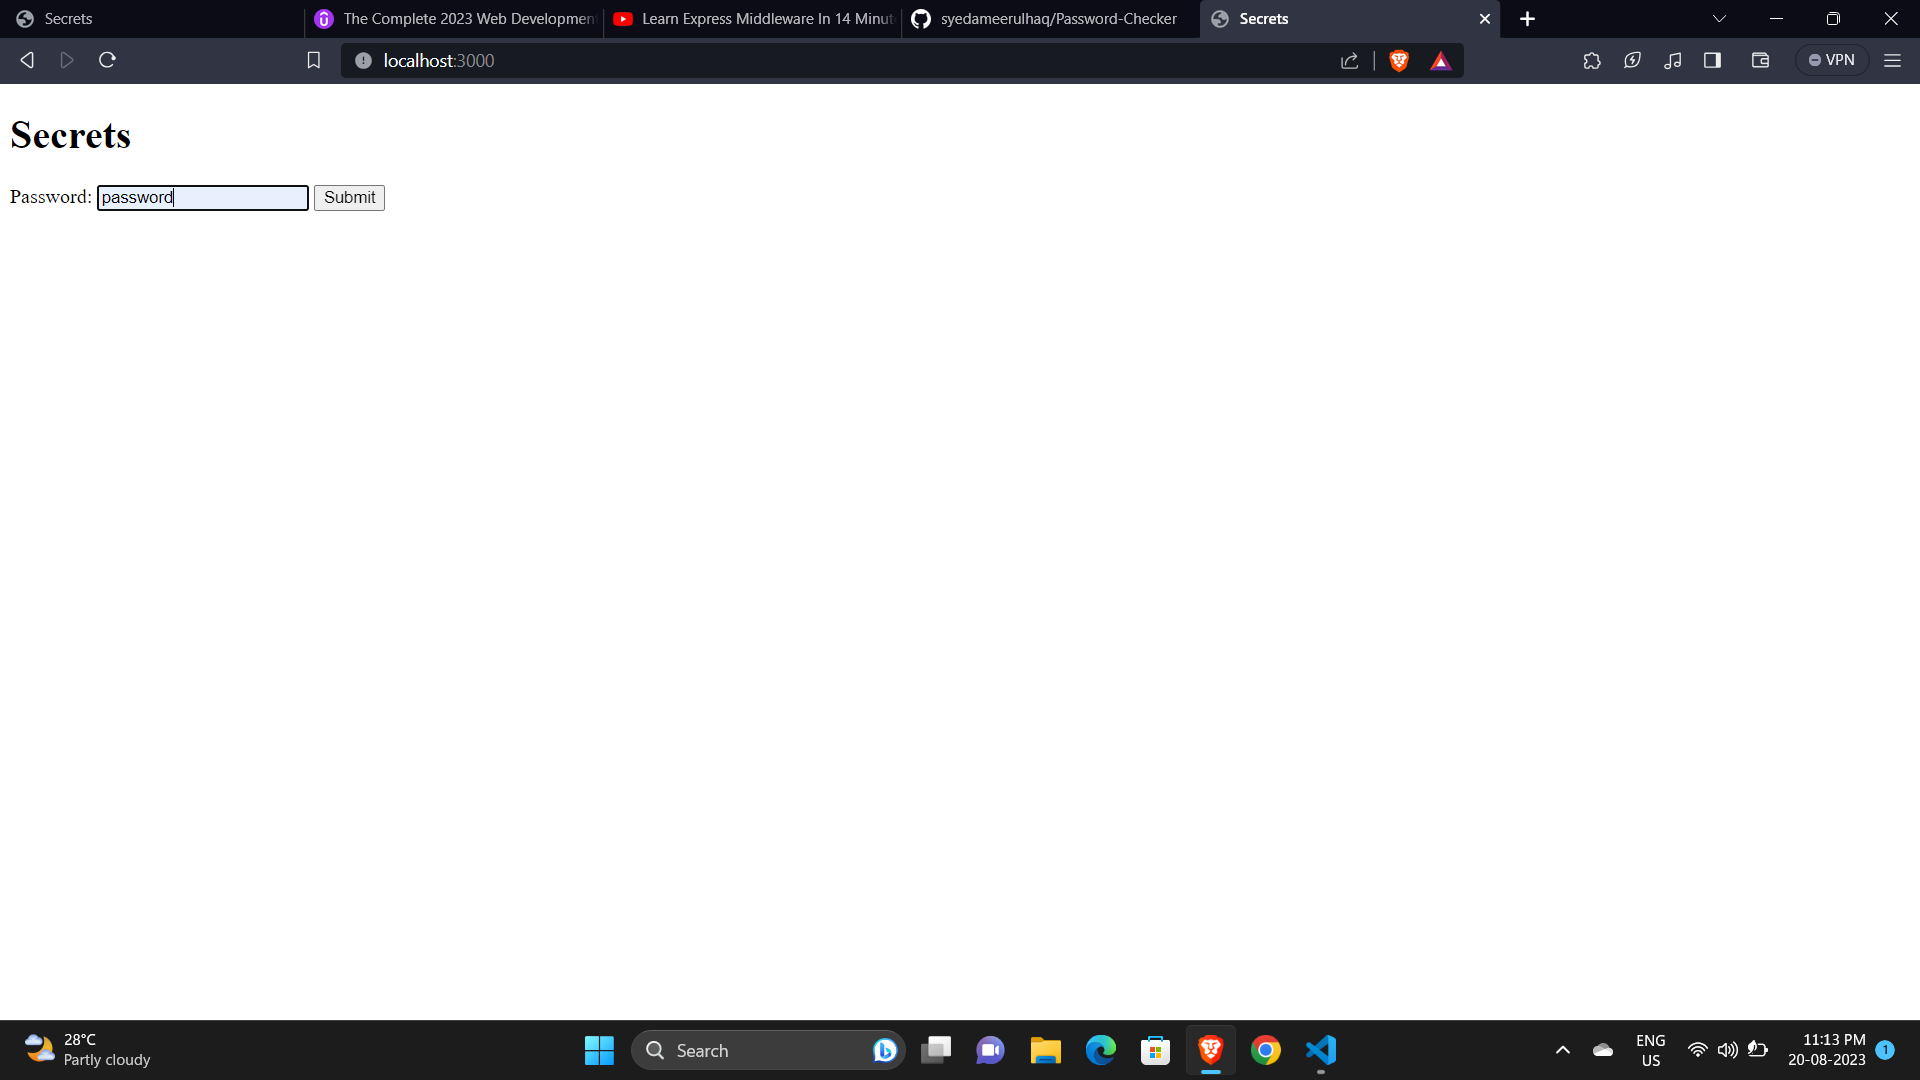 Secrets
The Complete 2023 Web Developmen
Learn Express Middleware In 14 Minut
syedameerulhaq/Password-Checker
Secrets
localhost:3000
VPN
Secrets
Password: password Submit
28°C
Partly cloudy
Search
ENG
US
11:13 PM
20-08-2023
1